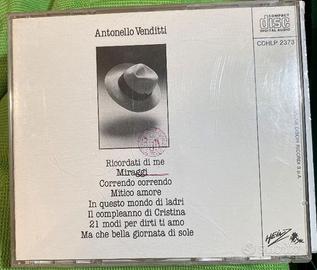 Antonello Venditti
COMPACT
disc
DIGITAL AUDIO
CDHLP 2373
Ricordati di me
Miraggi
Correndo correndo
Mitico amore
In questo mondo di ladri
Il compleanno di Cristina
21 modi per dirti ti amo
Ma che bella giornata di sole